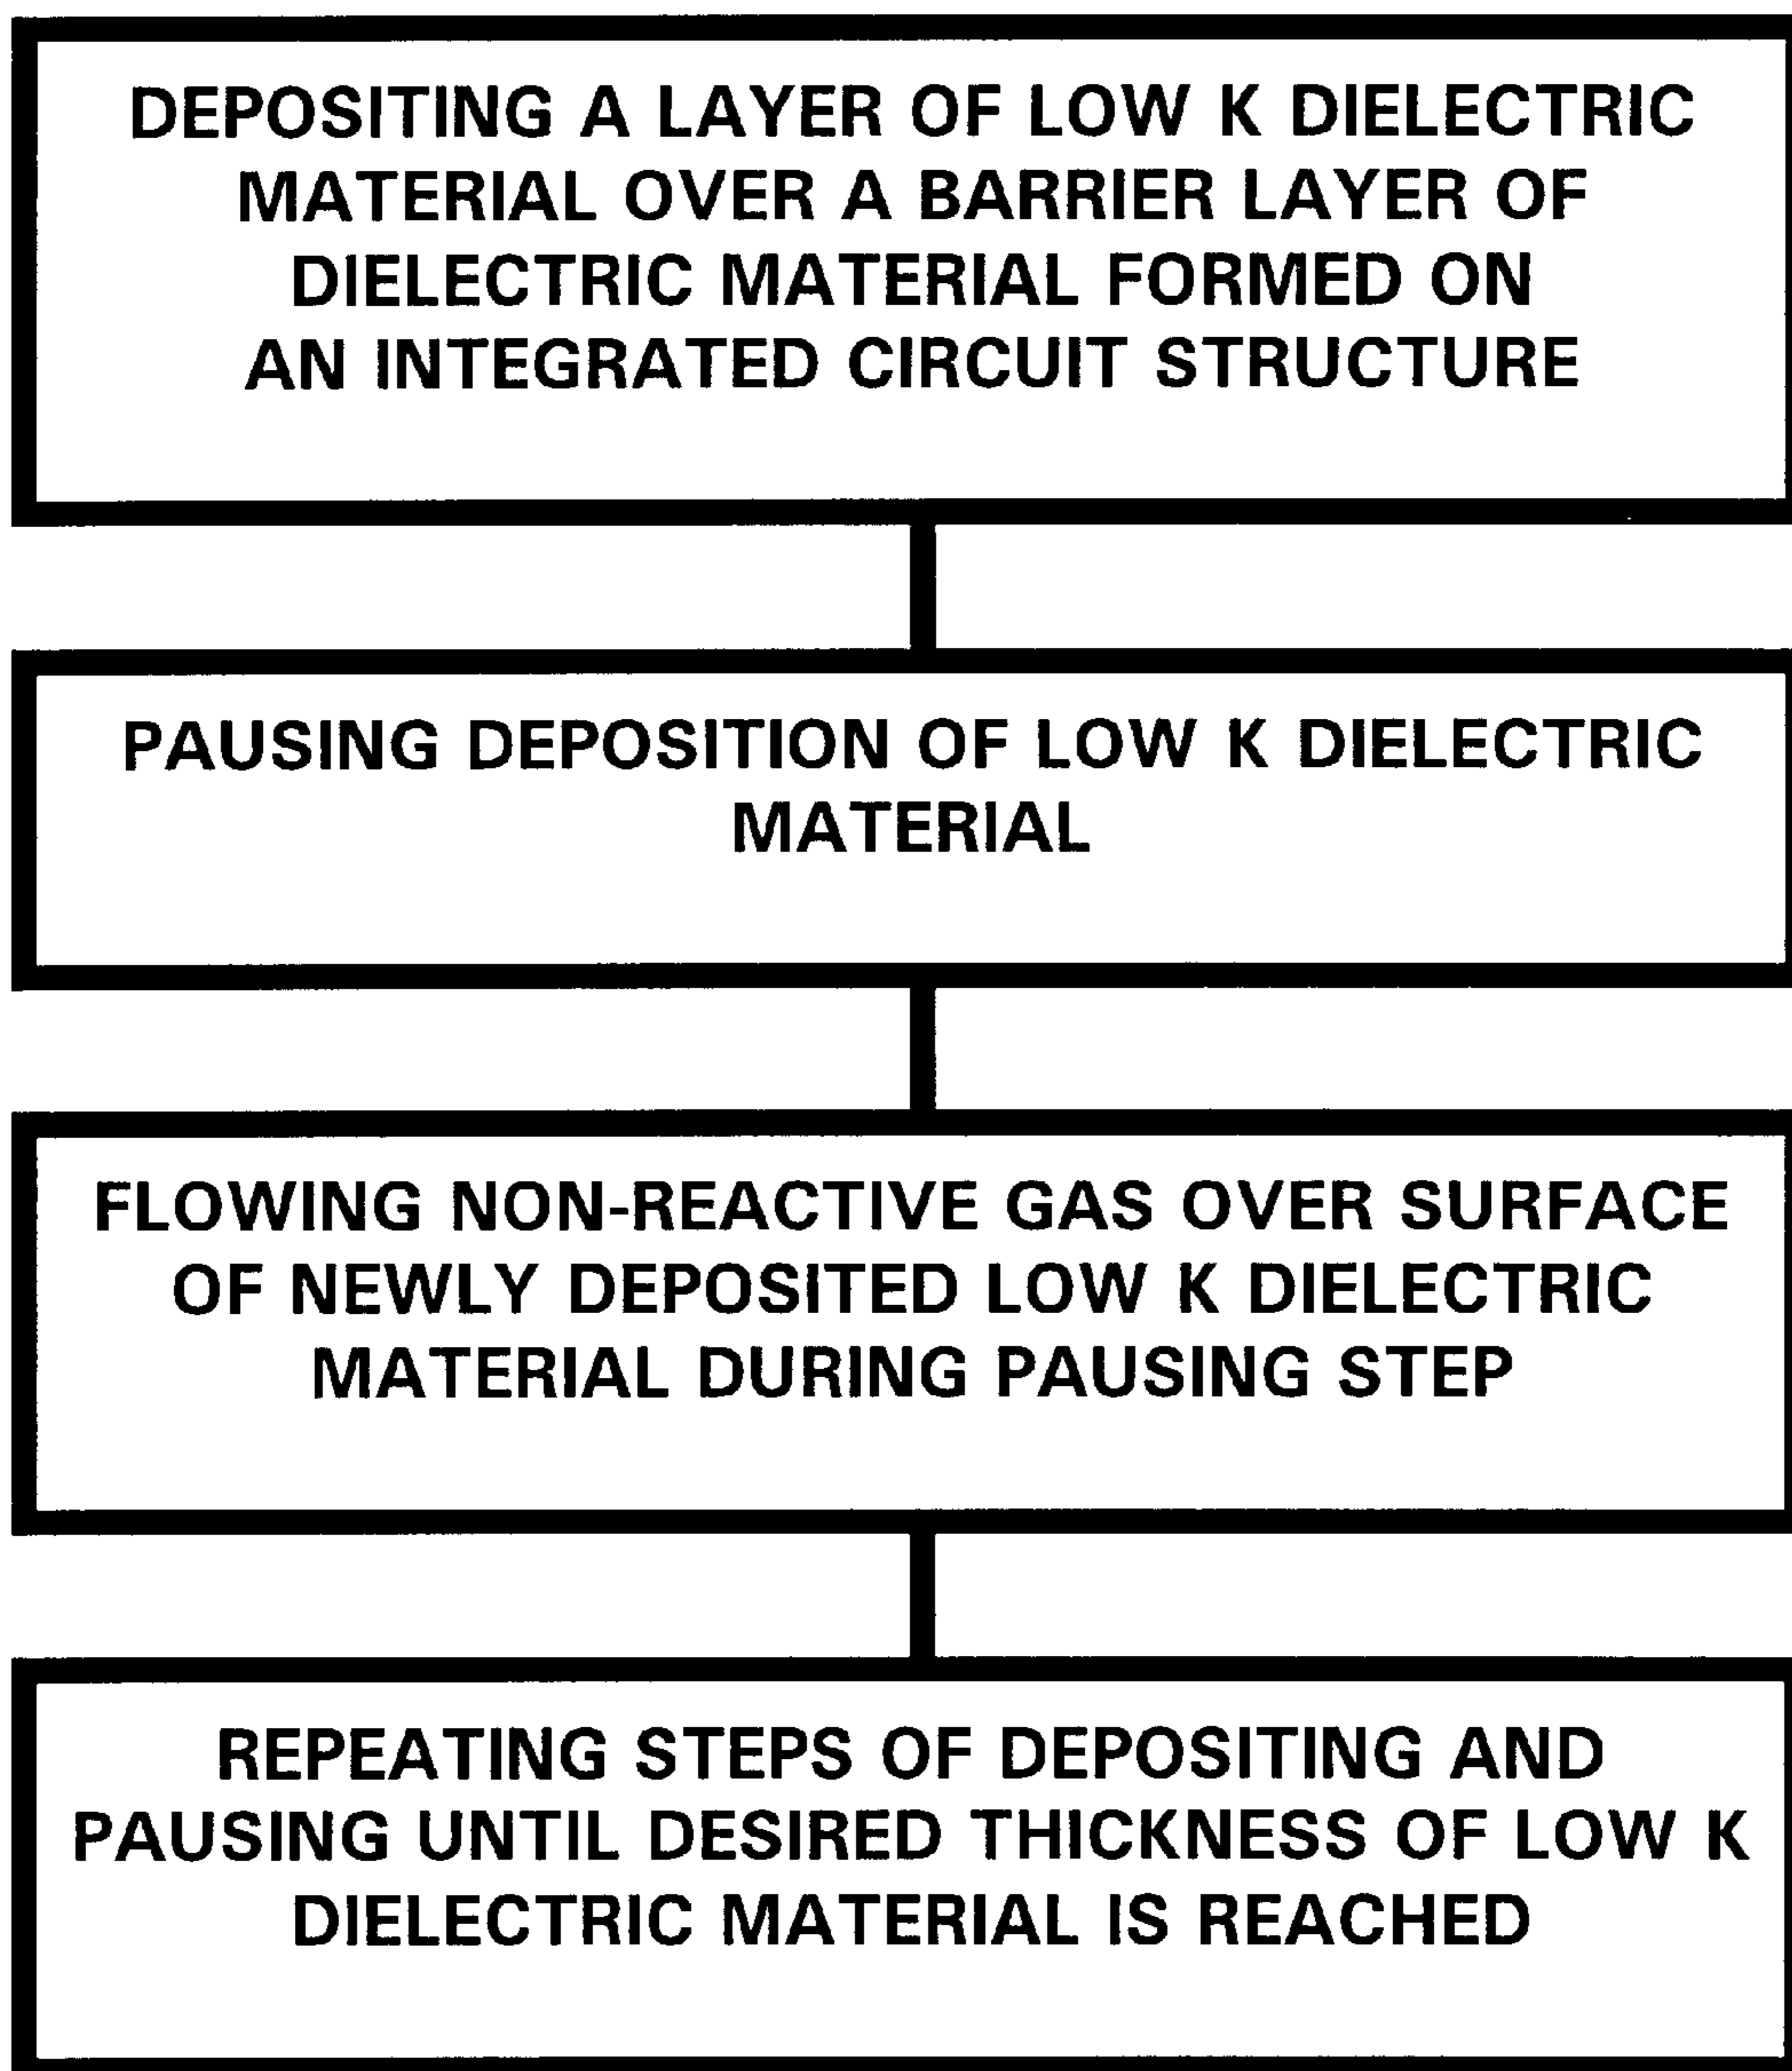 DEPOSITING A LAYER OF LOW K DIELECTRIC
MATERIAL OVER A BARRIER LAYER OF
DIELECTRIC MATERIAL FORMED ON
AN INTEGRATED CIRCUIT STRUCTURE
PAUSING DEPOSITION OF LOW K DIELECTRIC
MATERIAL
FLOWING NON-REACTIVE GAS OVER SURFACE
OF NEWLY DEPOSITED LOW K DIELECTRIC
MATERIAL DURING PAUSING STEP
REPEATING STEPS OF DEPOSITING AND
PAUSING UNTIL DESIRED THICKNESS OF LOW K
DIELECTRIC MATERIAL IS REACHED